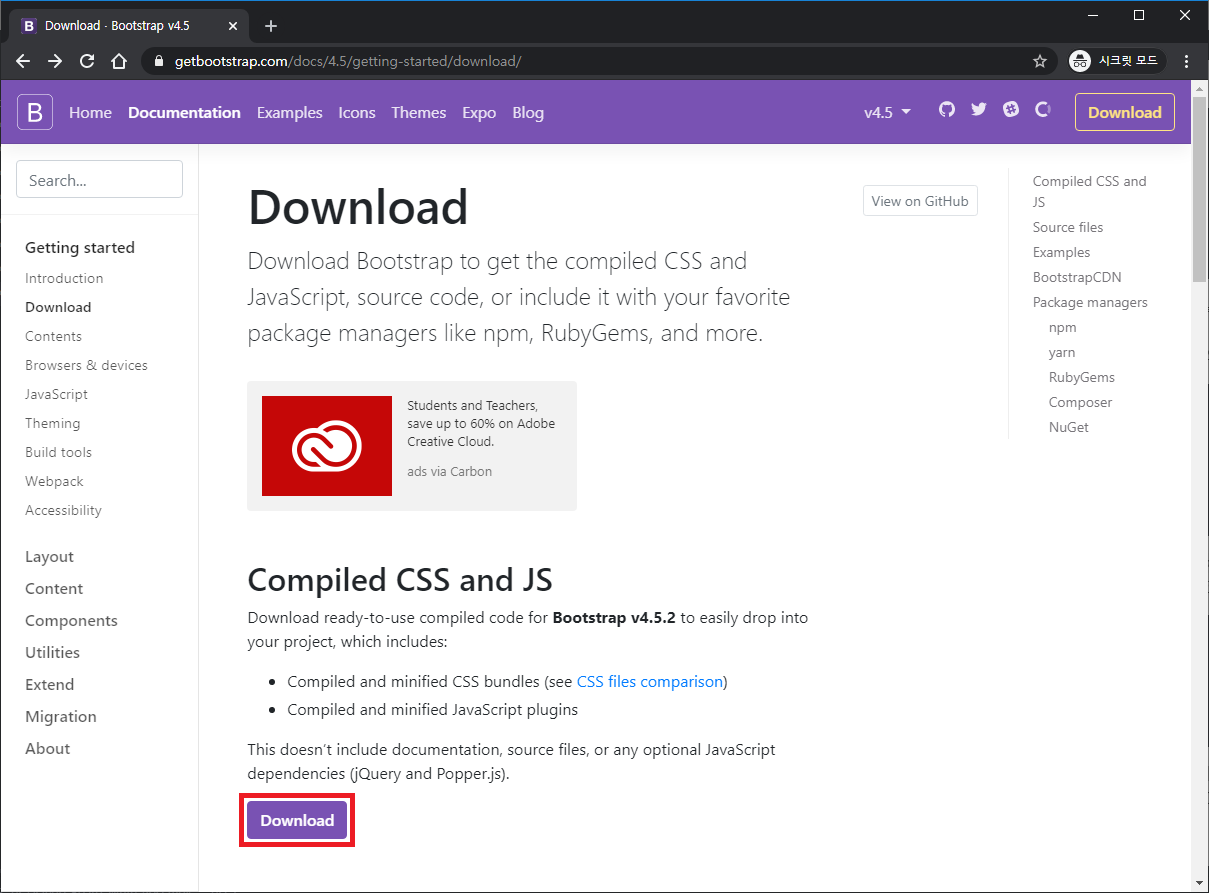 B Download · Bootstrap v4.5
getbootstrap.com/docs/4.5/getting-started/download/
시크릿 모드
B Home Documentation Examples Icons Themes Expo Blog v4.5 Download
Search...
Getting started
Introduction
Download
Contents
Browsers & devices
JavaScript
Theming
Build tools
Webpack
Accessibility
Layout
Content
Components
Utilities
Extend
Migration
About
Download
View on GitHub
Download Bootstrap to get the compiled CSS and
JavaScript, source code, or include it with your favorite
package managers like npm, RubyGems, and more.
Students and Teachers,
save up to 60% on Adobe
Creative Cloud.
ads via Carbon
Compiled CSS and JS
Download ready-to-use compiled code for Bootstrap v4.5.2 to easily drop into
your project, which includes:
• Compiled and minified CSS bundles (see CSS files comparison)
• Compiled and minified JavaScript plugins
This doesn’t include documentation, source files, or any optional JavaScript
dependencies (jQuery and Popper.js).
Download
Compiled CSS and
JS
Source files
Examples
BootstrapCDN
Package managers
npm
yarn
RubyGems
Composer
NuGet